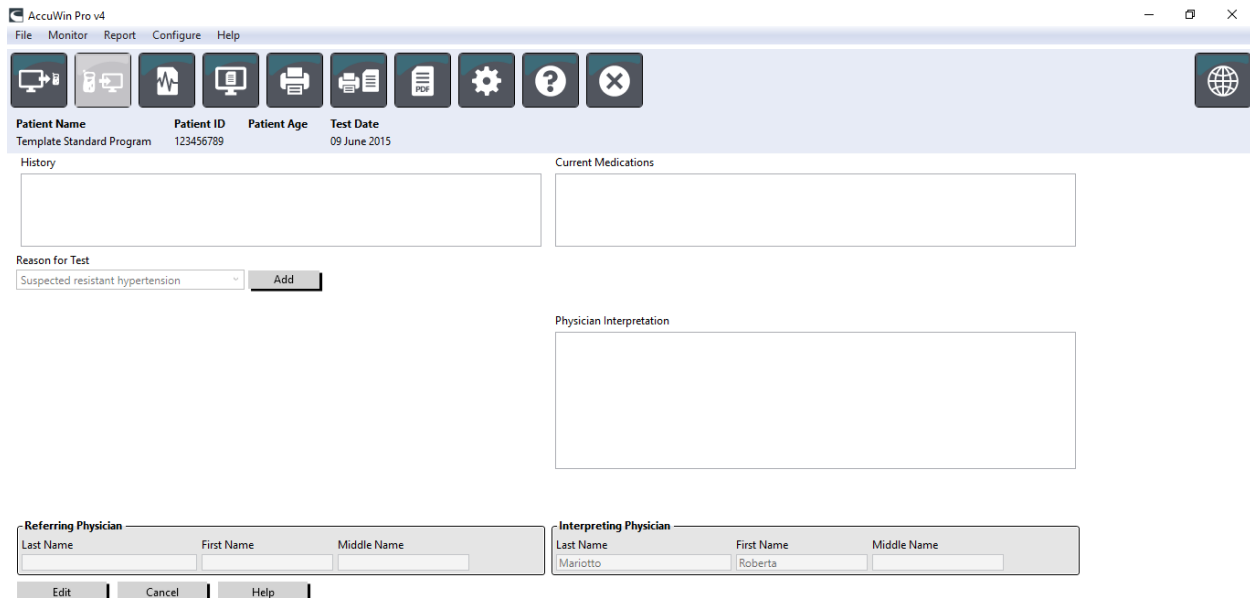 AccuWin Pro v4
File Monitor Report Configure Help
PDF
Patient Name Patient ID Patient Age Test Date
Template Standard Program 123456789 09 June 2015
History Current Medications
Reason for Test
Suspected resistant hypertension Add
Physician Interpretation
Referring Physician Interpreting Physician
Last Name First Name Middle Name Last Name First Name Middle Name
Mariotto Roberta
Edit Cancel Help